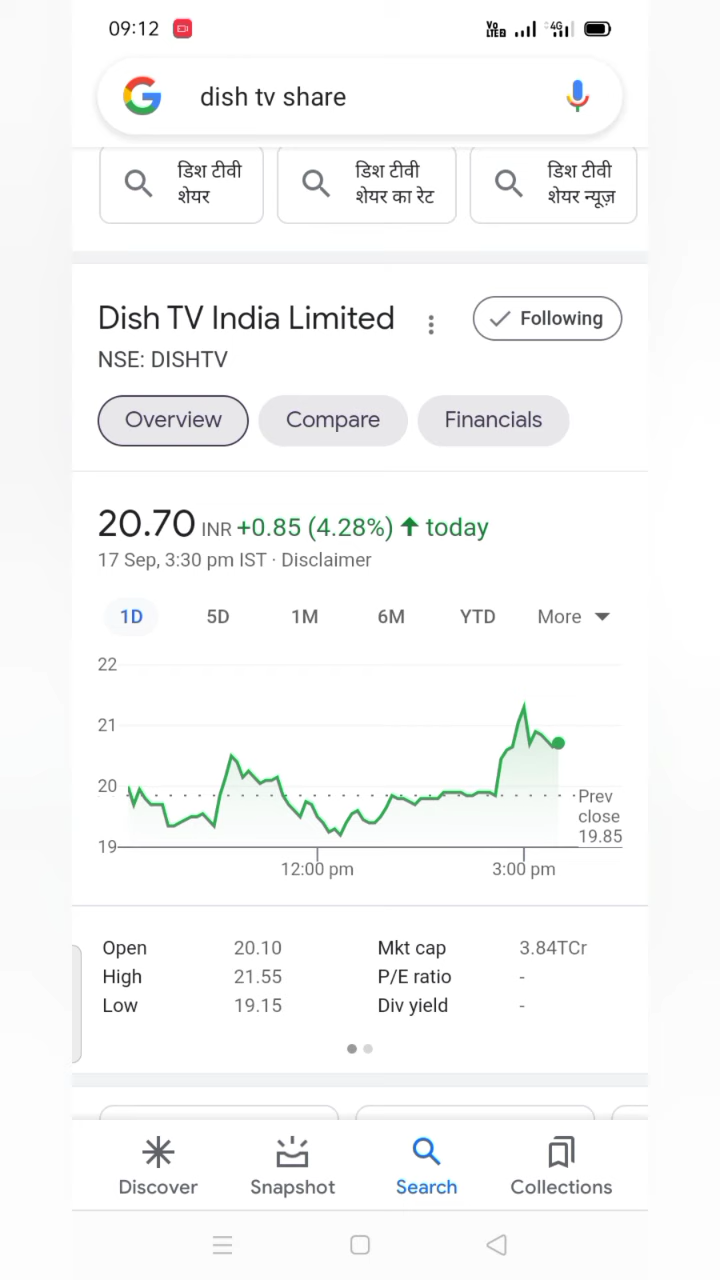 09:12
Vo LTE2 4G
dish tv share
डिश टीवी शेयर
डिश टीवी शेयर का रेट
डिश टीवी शेयर न्यूज़
Dish TV India Limited
Following
NSE: DISHTV
Overview Compare Financials
20.70 INR +0.85 (4.28%) today
17 Sep, 3:30 pm IST · Disclaimer
1D 5D 1M 6M YTD More
22
21
20
Prev
close
19.85
19
12:00 pm 3:00 pm
Open 20.10 Mkt cap 3.84TCr
High 21.55 P/E ratio -
Low 19.15 Div yield -
Discover Snapshot Search Collections